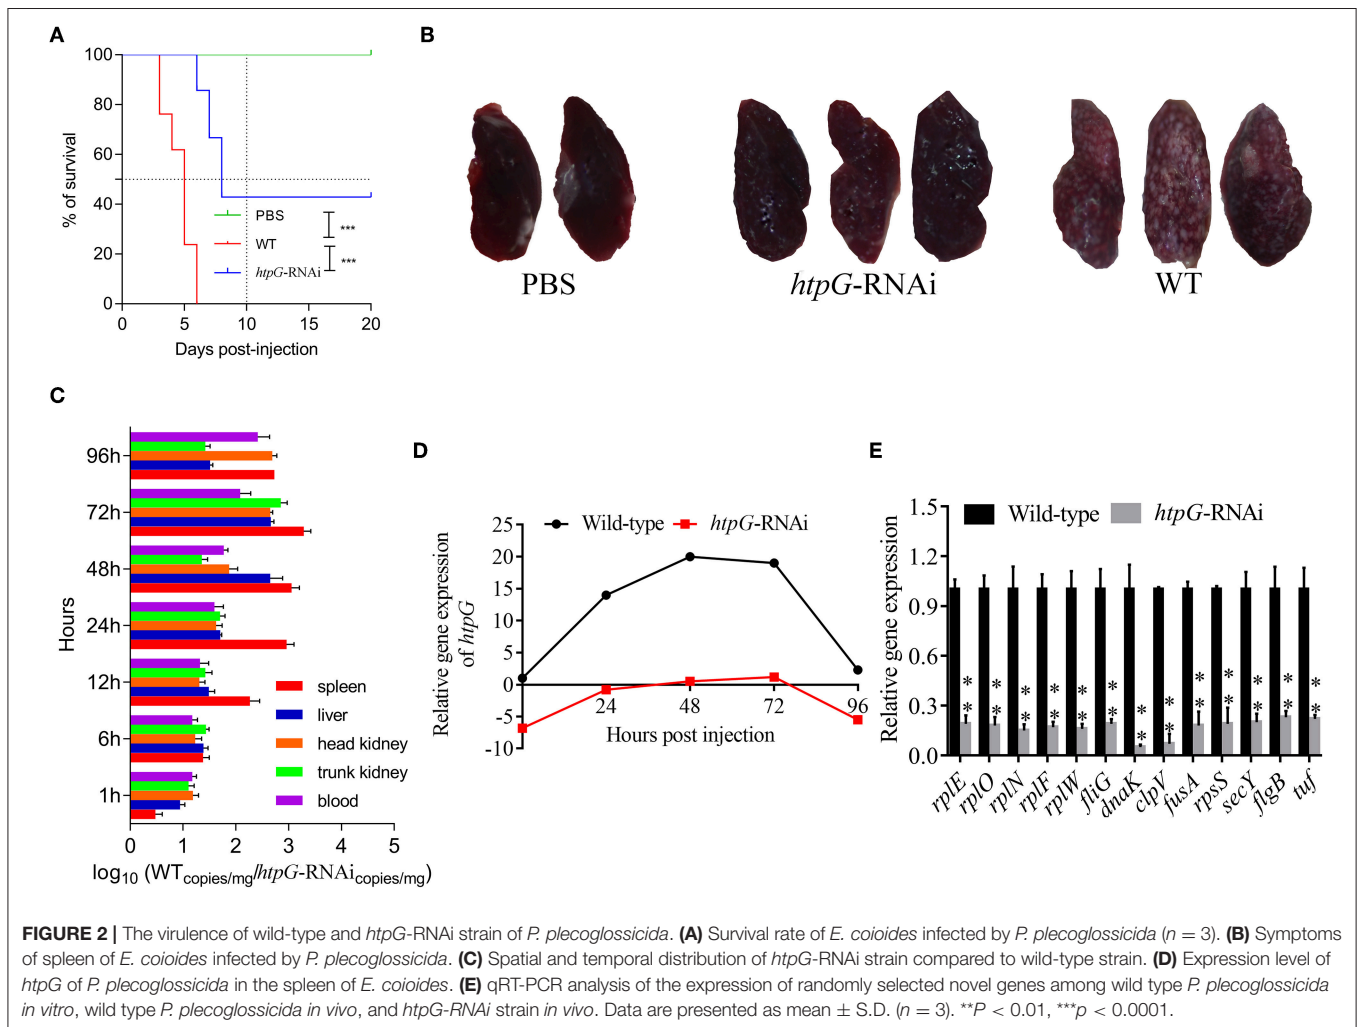 A
100
80
60
40
20
0
% of survival
PBS
WT
htpG-RNAi
***
***
0 5 10 15 20
Days post-injection
B
PBS
htpG-RNAi
WT
C
Hours
96h
72h
48h
24h
12h
6h
1h
spleen
liver
head kidney
trunk kidney
blood
0 1 2 3 4 5
log10 (WTcopies/mg/htpG-RNAicopies/mg)
D
Relative gene expression
of htpG
25
20
15
10
5
0
-5
-10
Wild-type
htpG-RNAi
24 48 72 96
Hours post injection
E
Relative gene expression
1.5
1.2
0.9
0.6
0.3
0.0
Wild-type
htpG-RNAi
* * * * * * * * * * * * *
* * * * * * * * * * * * *
rplE rplO rplN rplF rplW fliG dnaK clpV fusA rpsS secY flgB tuf
FIGURE 2 | The virulence of wild-type and htpG-RNAi strain of P. plecoglossicida. (A) Survival rate of E. coioides infected by P. plecoglossicida (n = 3). (B) Symptoms
of spleen of E. coioides infected by P. plecoglossicida. (C) Spatial and temporal distribution of htpG-RNAi strain compared to wild-type strain. (D) Expression level of
htpG of P. plecoglossicida in the spleen of E. coioides. (E) qRT-PCR analysis of the expression of randomly selected novel genes among wild type P. plecoglossicida
in vitro, wild type P. plecoglossicida in vivo, and htpG-RNAi strain in vivo. Data are presented as mean ± S.D. (n = 3). **P < 0.01, ***p < 0.0001.